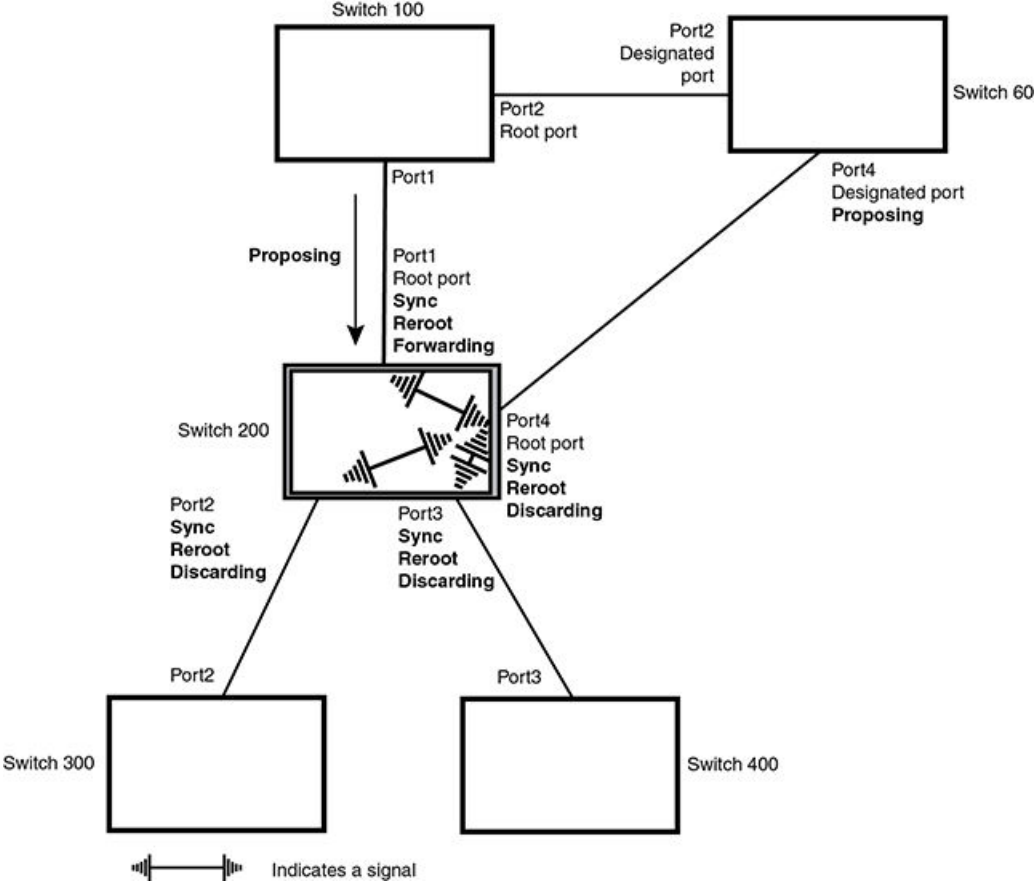 Switch 100
Port2
Designated
port
Switch 60
Port2
Root port
Port1
Port4
Designated port
Proposing
Proposing
Port1
Root port
Sync
Reroot
Forwarding
Switch 200
Port4
Root port
Sync
Reroot
Discarding
Port2
Sync
Reroot
Discarding
Port3
Sync
Reroot
Discarding
Port2
Port3
Switch 300
Switch 400
Indicates a signal